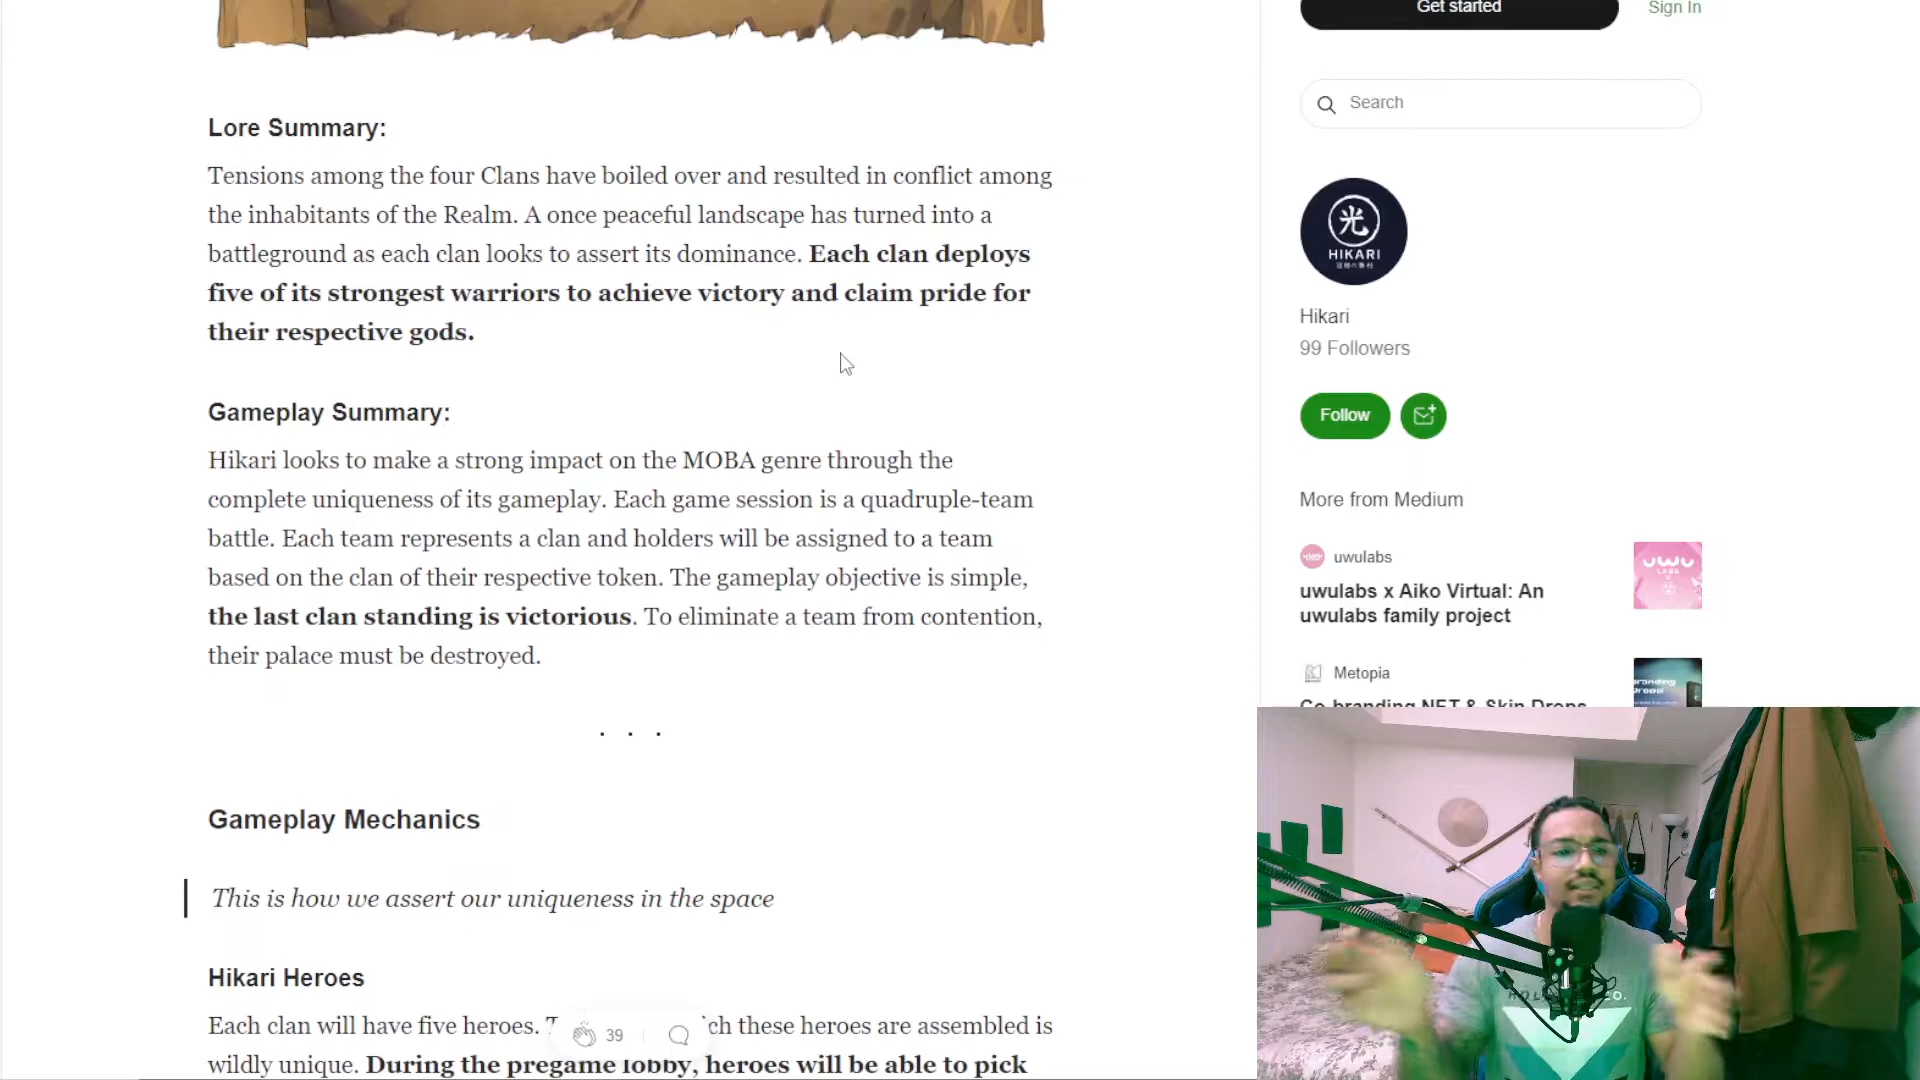 Get started
Sign In
Search
Lore Summary:
Tensions among the four Clans have boiled over and resulted in conflict among
the inhabitants of the Realm. A once peaceful landscape has turned into a
battleground as each clan looks to assert its dominance. Each clan deploys
five of its strongest warriors to achieve victory and claim pride for
their respective gods.
光
HIKARI
Hikari
99 Followers
Follow
Gameplay Summary:
Hikari looks to make a strong impact on the MOBA genre through the
complete uniqueness of its gameplay. Each game session is a quadruple-team
battle. Each team represents a clan and holders will be assigned to a team
based on the clan of their respective token. The gameplay objective is simple,
the last clan standing is victorious. To eliminate a team from contention,
their palace must be destroyed.
. . .
More from Medium
uwulabs
uwulabs x Aiko Virtual: An
uwulabs family project
UWU
LABS
Metopia
Co-branding NFT & Skin Drops
Gameplay Mechanics
This is how we assert our uniqueness in the space
Hikari Heroes
Each clan will have five heroes. ch these heroes are assembled is
39
wildly unique. During the pregame lobby, heroes will be able to pick